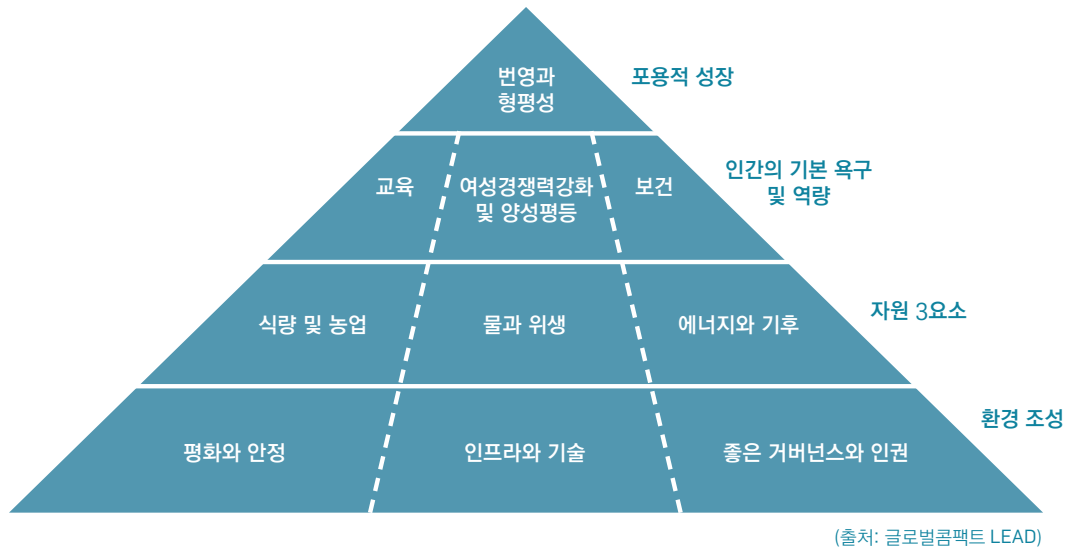 번영과
형평성
포용적 성장
교육
여성경쟁력강화
및 양성평등
보건
인간의 기본 욕구
및 역량
식량 및 농업
물과 위생
에너지와 기후
자원 3요소
평화와 안정
인프라와 기술
좋은 거버넌스와 인권
환경 조성
(출처: 글로벌콤팩트 LEAD)